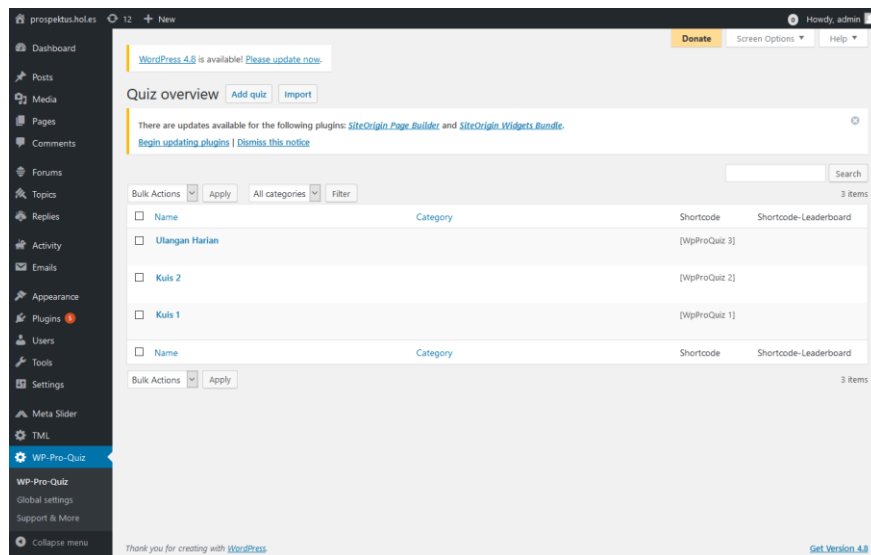 prospektus.hol.es 12 + New 0 Howdy, admin
Dashboard
Posts
Media
Pages
Comments
Forums
Topics
Replies
Activity
Emails
Appearance
Plugins 5
Users
Tools
Settings
Meta Slider
TML
WP-Pro-Quiz
WP-Pro-Quiz
Global settings
Support & More
Collapse menu
Donate Screen Options Help
WordPress 4.8 is available! Please update now.
Quiz overview Add quiz Import
There are updates available for the following plugins: SiteOrigin Page Builder and SiteOrigin Widgets Bundle.
Begin updating plugins | Dismiss this notice
Search
Bulk Actions Apply All categories Filter 3 items
Name Category Shortcode Shortcode-Leaderboard
Ulangan Harian [WpProQuiz 3]
Kuis 2 [WpProQuiz 2]
Kuis 1 [WpProQuiz 1]
Name Category Shortcode Shortcode-Leaderboard
Bulk Actions Apply 3 items
Thank you for creating with WordPress. Get Version 4.8